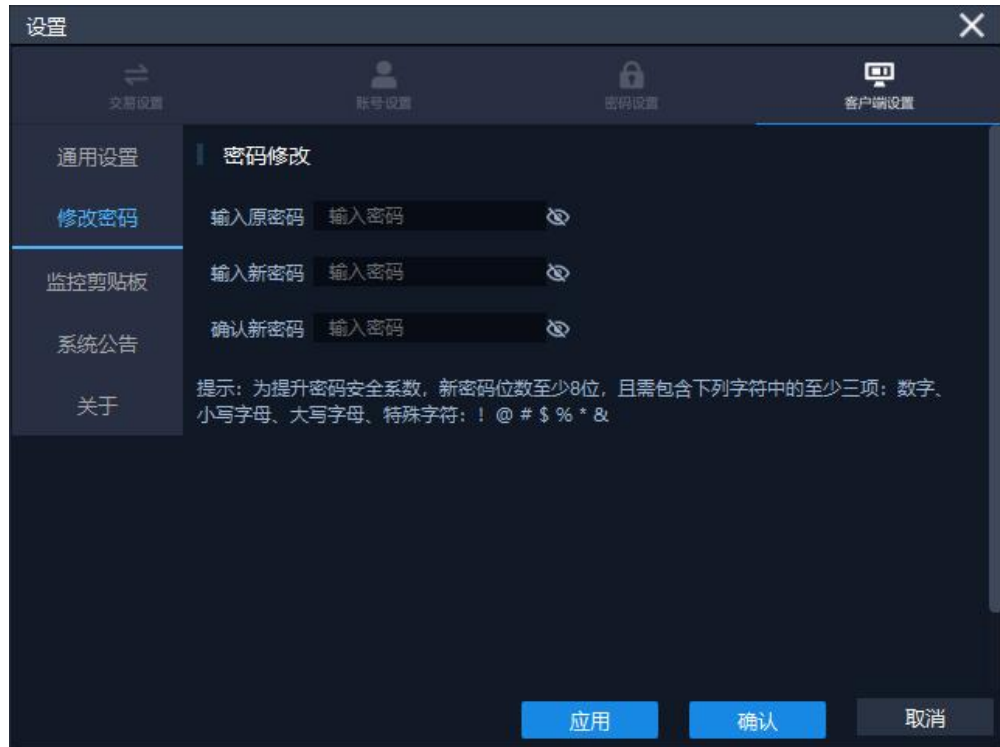 设置
交易设置
账号设置
密码设置
客户端设置
通用设置
修改密码
监控剪贴板
系统公告
关于
密码修改
输入原密码 输入密码
输入新密码 输入密码
确认新密码 输入密码
提示：为提升密码安全系数，新密码位数至少8位，且需包含下列字符中的至少三项：数字、
小写字母、大写字母、特殊字符：! @ # $ % * &
应用
确认
取消